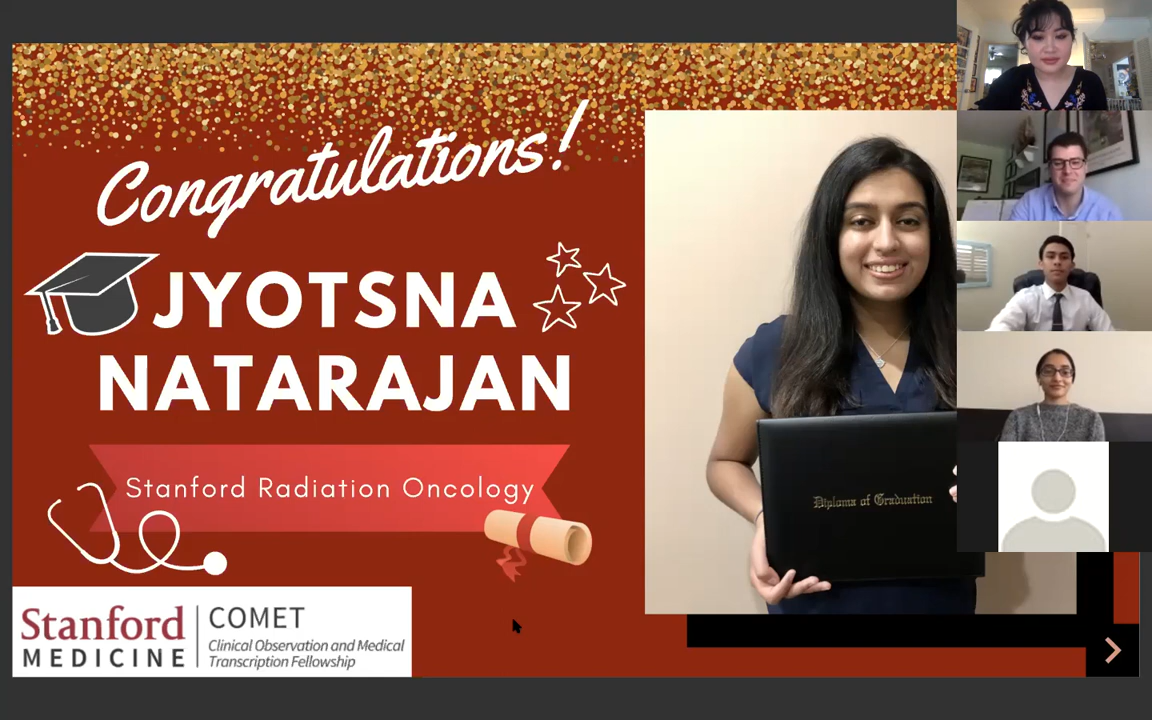 Congratulations!
JYOTSNA
NATARAJAN
Stanford Radiation Oncology
Diploma of Graduation
Stanford
MEDICINE
COMET
Clinical Observation and Medical
Transcription Fellowship